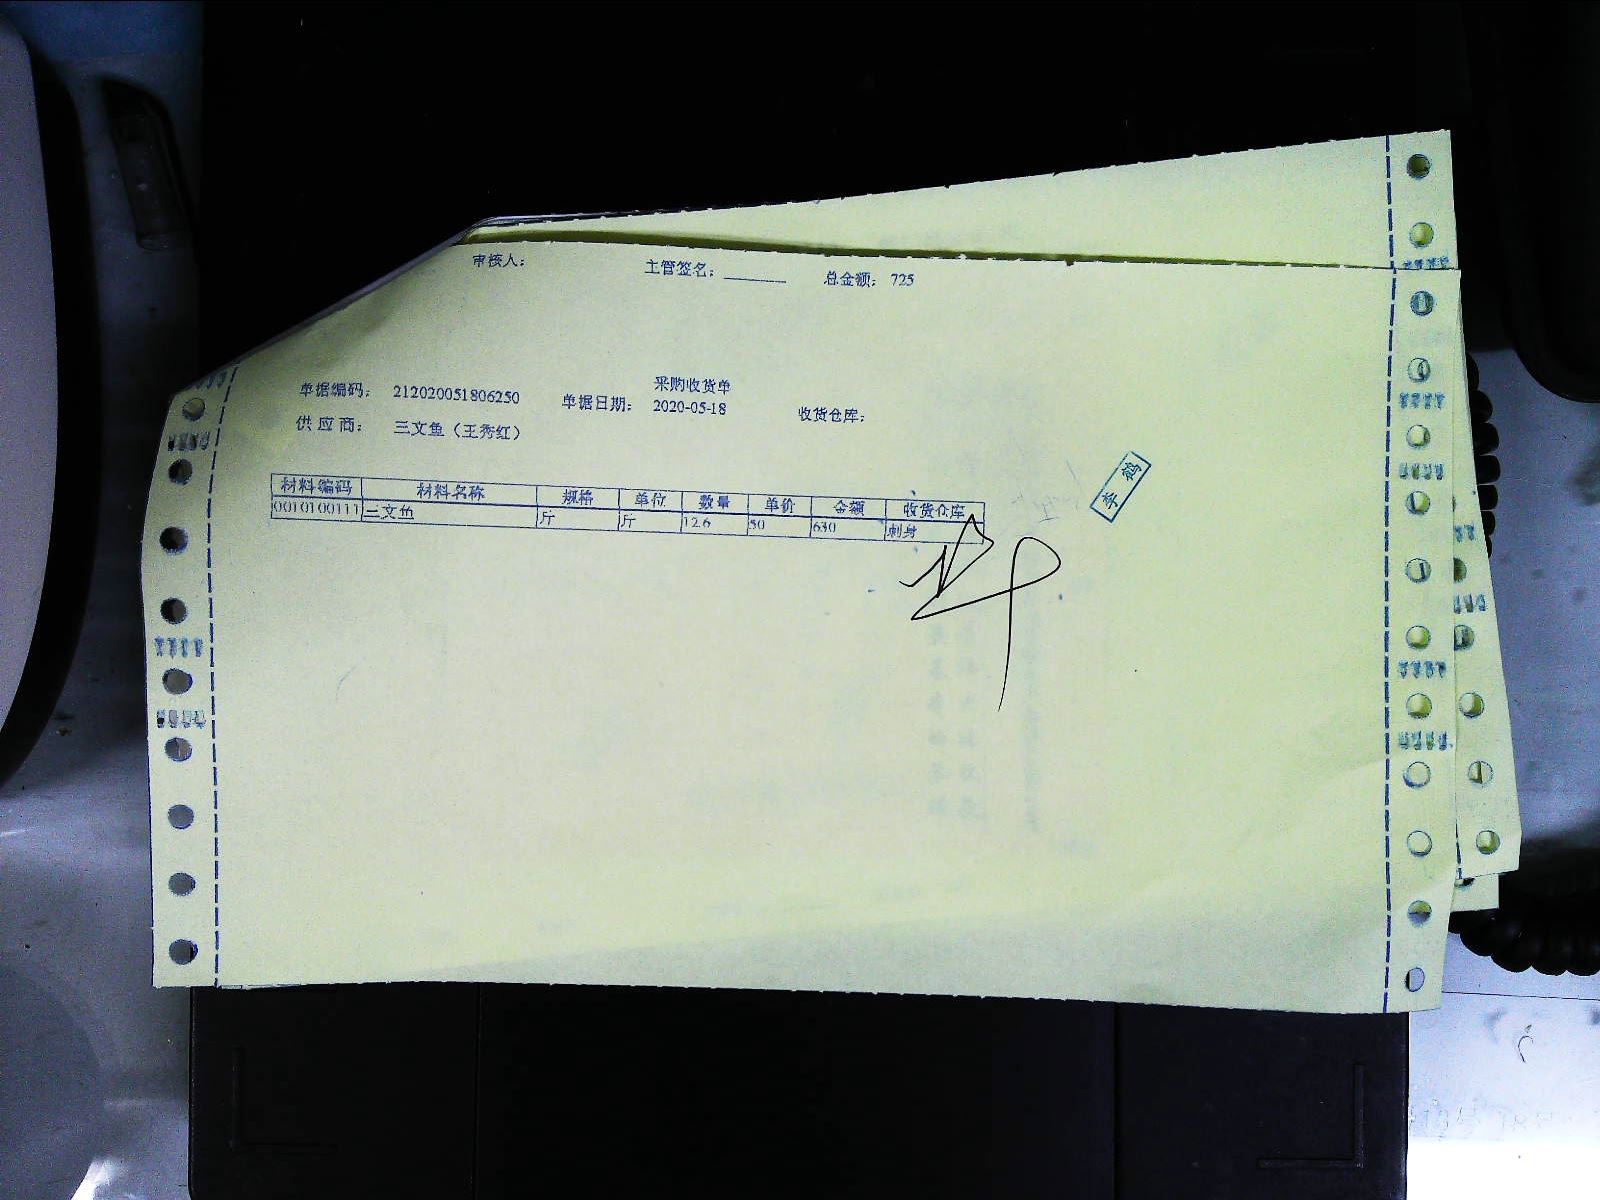 审核人： 主管签名：________ 总金额：725
采购收货单
单据编码：212020051806250 单据日期：2020-05-18 收货仓库：
供应商：三文鱼（王秀红）
材料编码 材料名称 规格 单位 数量 单价 金额 收货仓库
0010100111 三文鱼 斤 斤 12.6 50 630 刺身
李鹤